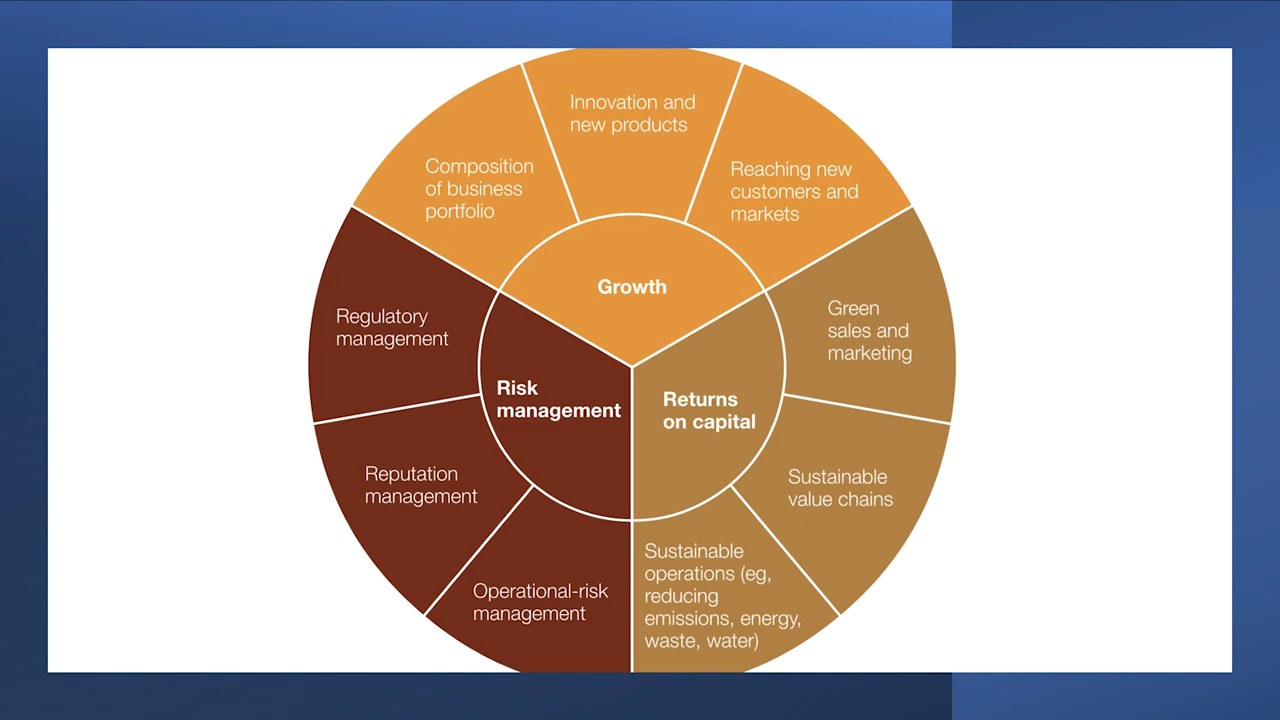 Innovation and
new products
Composition
of business
portfolio
Reaching new
customers and
markets
Growth
Regulatory
management
Green
sales and
marketing
Risk
management
Returns
on capital
Reputation
management
Sustainable
value chains
Operational-risk
management
Sustainable
operations (eg,
reducing
emissions, energy,
waste, water)